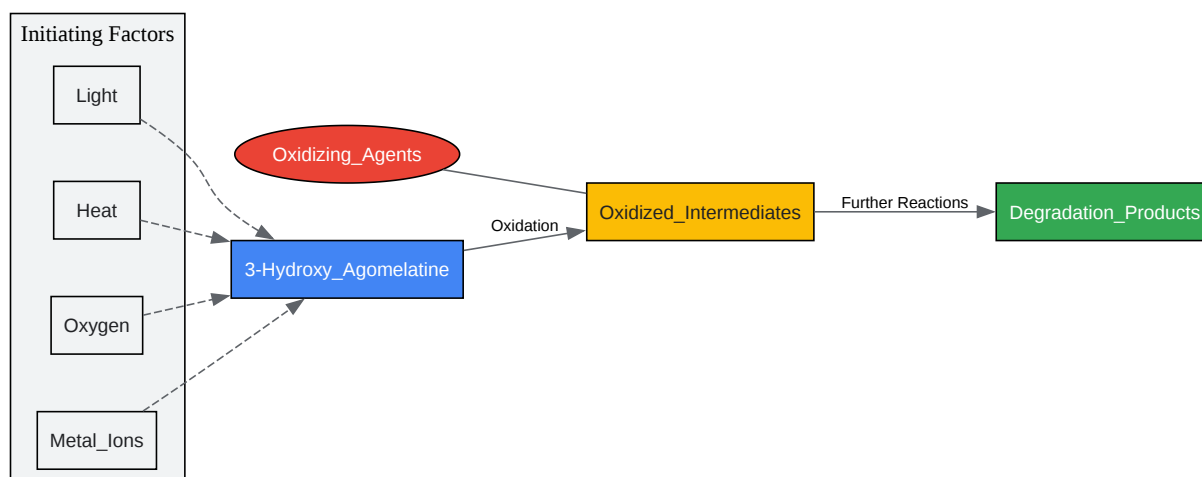 Initiating Factors
Light
Heat
Oxygen
Metal_Ions
Oxidizing_Agents
3-Hydroxy_Agomelatine
Oxidation
Oxidized_Intermediates
Further Reactions
Degradation_Products